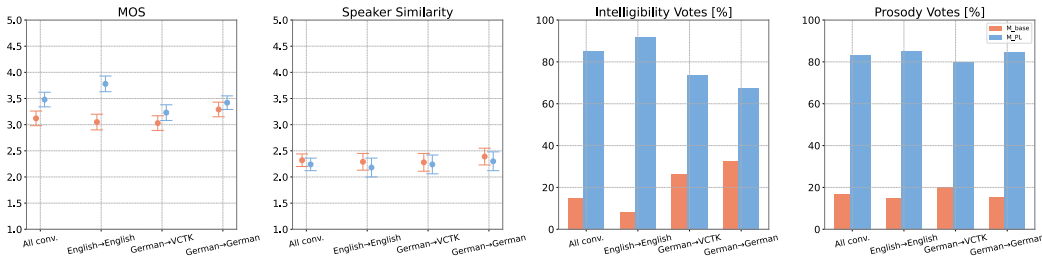 MOS
5.0
4.5
4.0
3.5
3.0
2.5
2.0
1.5
1.0
All conv.
English→English
German→VCTK
German→German
Speaker Similarity
5.0
4.5
4.0
3.5
3.0
2.5
2.0
1.5
1.0
All conv.
English→English
German→VCTK
German→German
Intelligibility Votes [%]
100
80
60
40
20
0
All conv.
English→English
German→VCTK
German→German
Prosody Votes [%]
M_base
M_PL
100
80
60
40
20
0
All conv.
English→English
German→VCTK
German→German